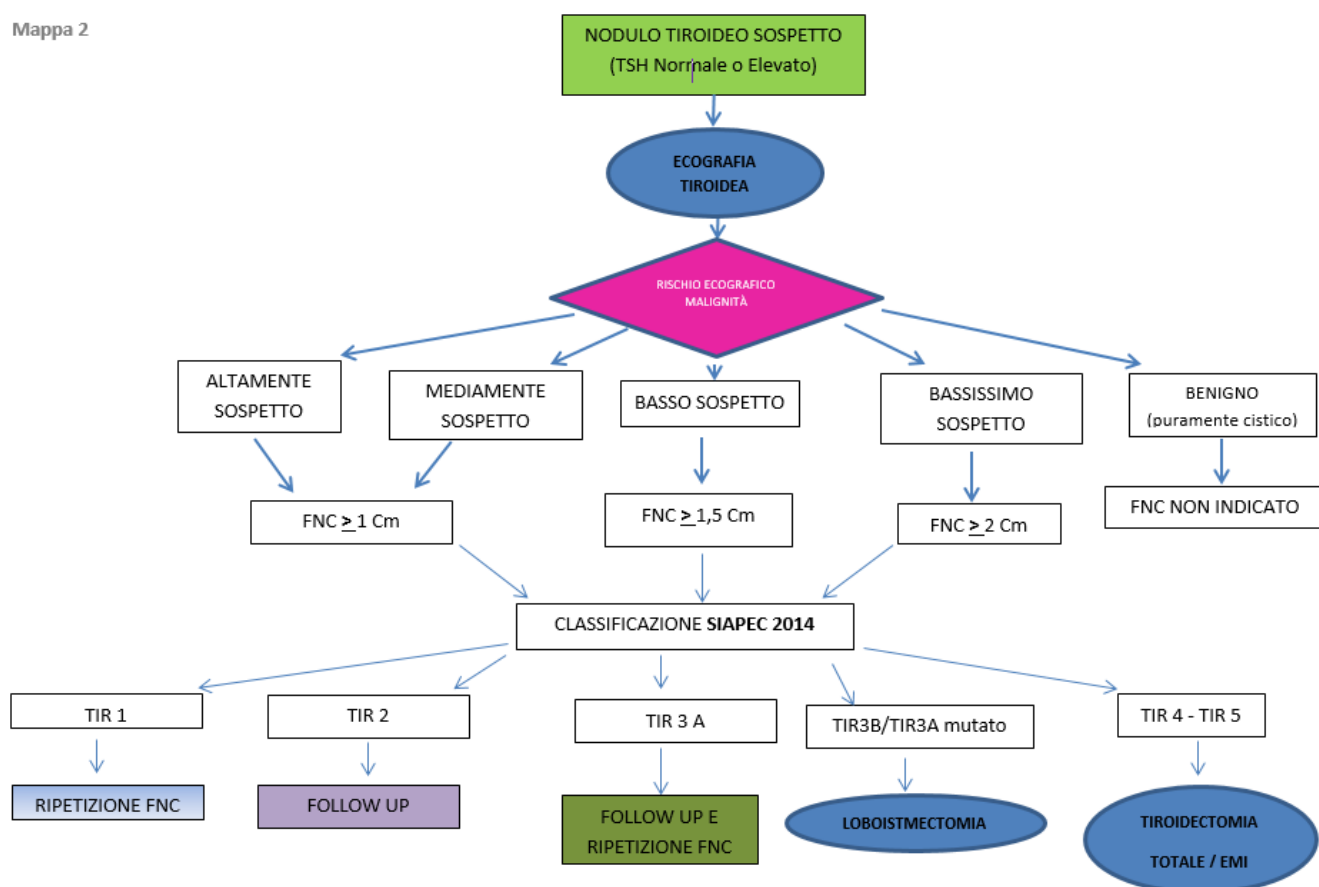 Mappa 2
NODULO TIROIDEO SOSPETTO
(TSH Normale o Elevato)
ECOGRAFIA
TIROIDEA
RISCHIO ECOGRAFICO
MALIGNITÀ
ALTAMENTE
SOSPETTO
MEDIAMENTE
SOSPETTO
BASSO SOSPETTO
BASSISSIMO
SOSPETTO
BENIGNO
(puramente cistico)
FNC ≥ 1 Cm
FNC ≥ 1,5 Cm
FNC ≥ 2 Cm
FNC NON INDICATO
CLASSIFICAZIONE SIAPEC 2014
TIR 1
TIR 2
TIR 3 A
TIR3B/TIR3A mutato
TIR 4 - TIR 5
RIPETIZIONE FNC
FOLLOW UP
FOLLOW UP E
RIPETIZIONE FNC
LOBOISTMECTOMIA
TIROIDECTOMIA
TOTALE / EMI